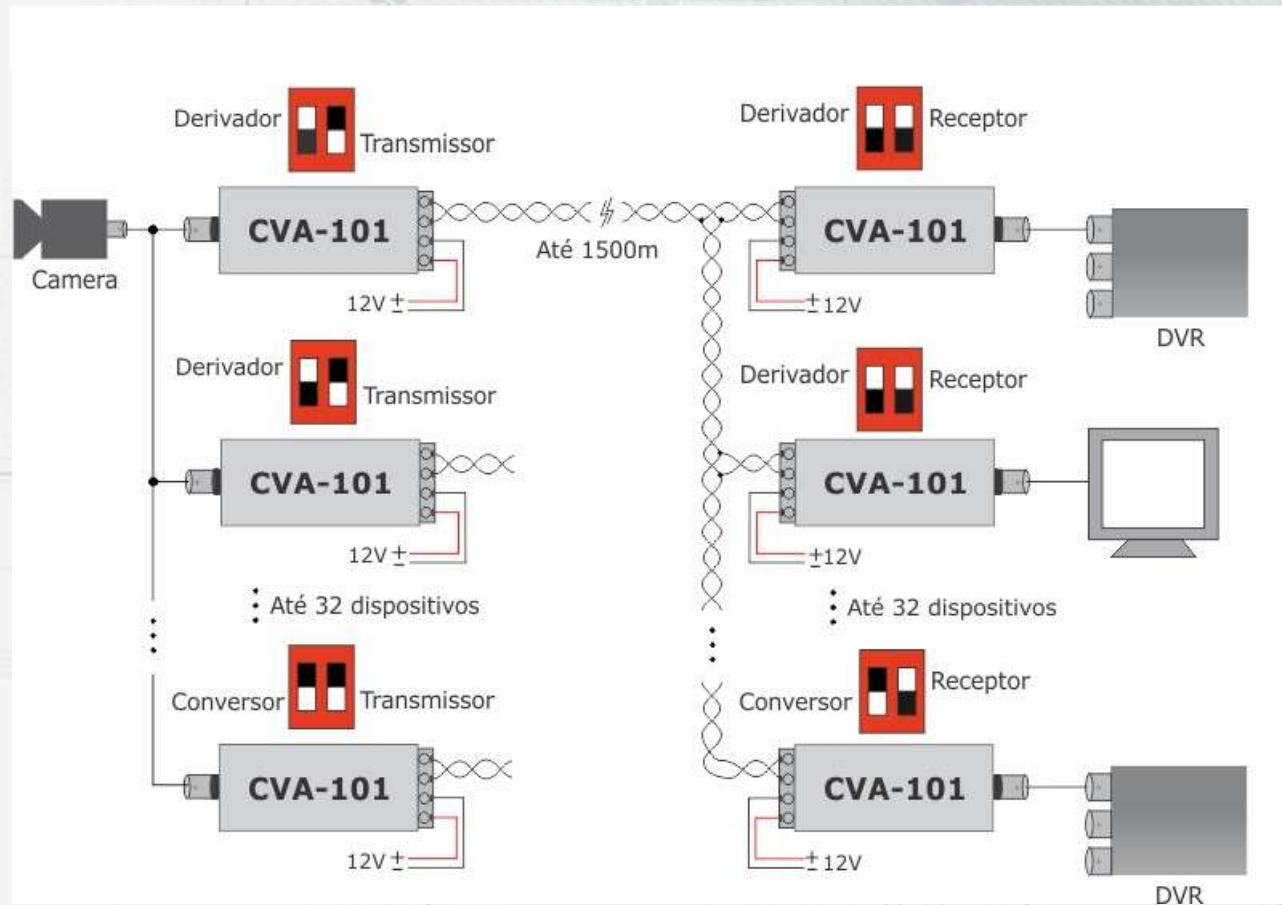 Derivador
Transmissor
Derivador
Receptor
CVA-101
CVA-101
Camera
Até 1500m
12V ±
± 12V
DVR
Derivador
Transmissor
Derivador
Receptor
CVA-101
CVA-101
12V ±
±12V
Até 32 dispositivos
Até 32 dispositivos
Conversor
Transmissor
Conversor
Receptor
CVA-101
CVA-101
12V ±
± 12V
DVR